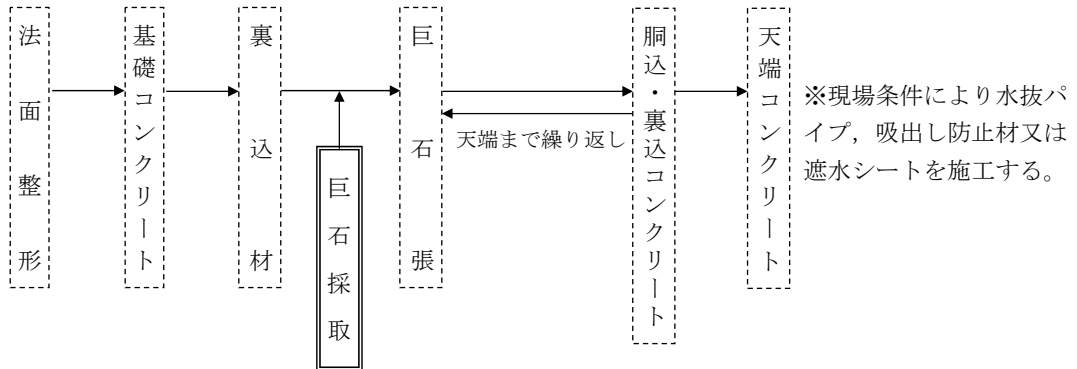 法面整形
基礎コンクリート
裏込材
巨石採取
巨石張
天端まで繰り返し
胴込・裏込コンクリート
天端コンクリート
※現場条件により水抜パ
イプ，吸出し防止材又は
遮水シートを施工する。